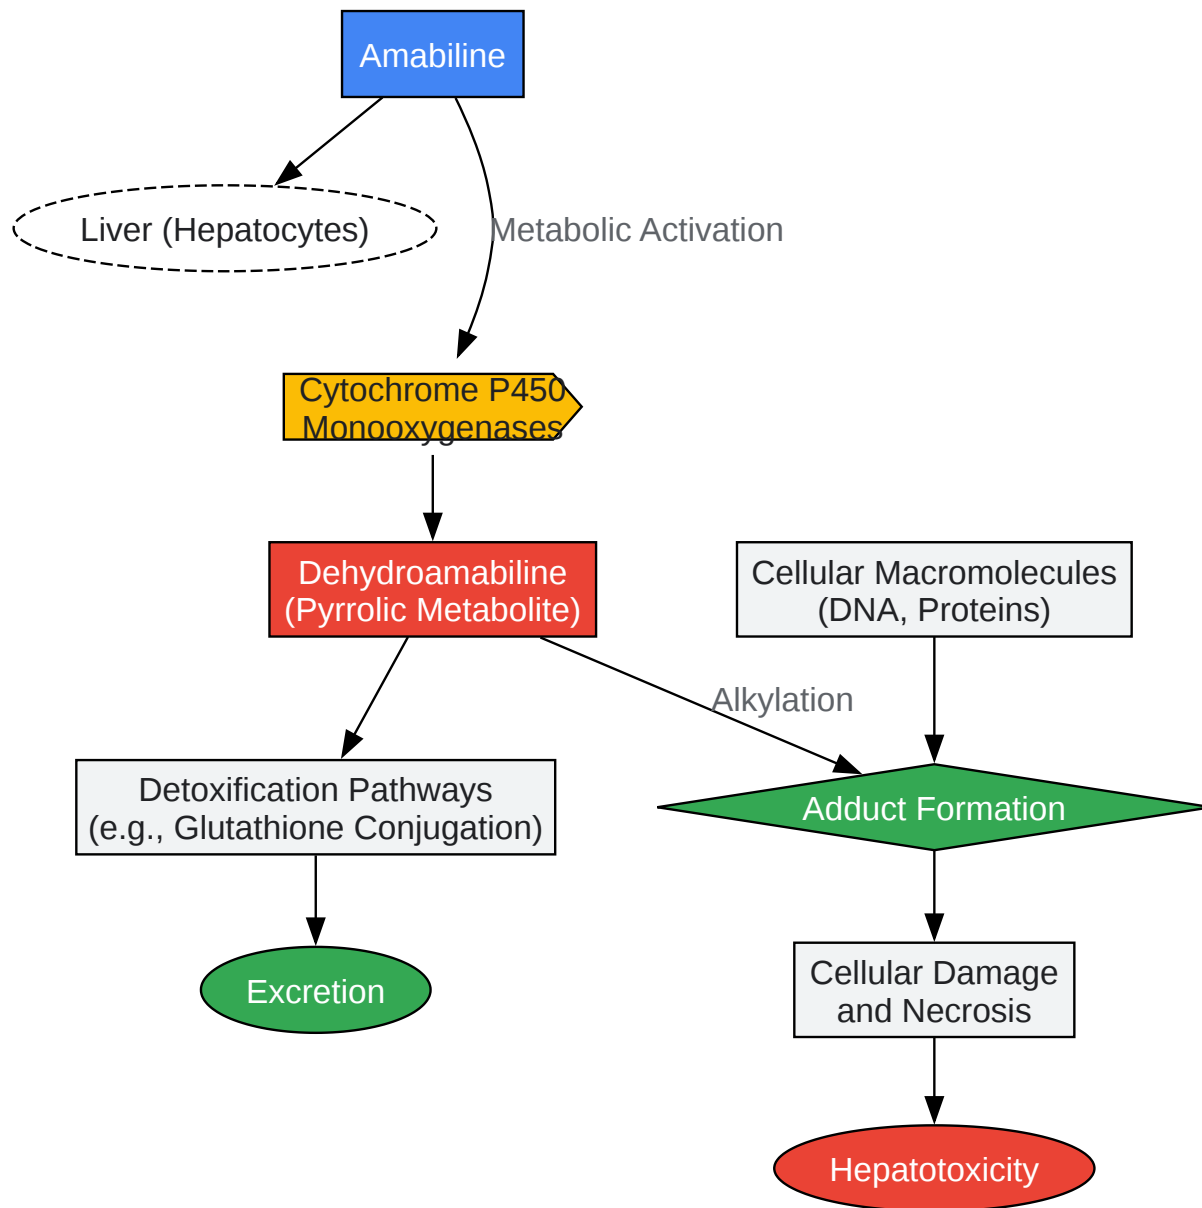 Amabiline
Liver (Hepatocytes)
Metabolic Activation
Cytochrome P450
Monooxygenases
Dehydroamabiline
(Pyrrolic Metabolite)
Cellular Macromolecules
(DNA, Proteins)
Alkylation
Detoxification Pathways
(e.g., Glutathione Conjugation)
Adduct Formation
Excretion
Cellular Damage
and Necrosis
Hepatotoxicity